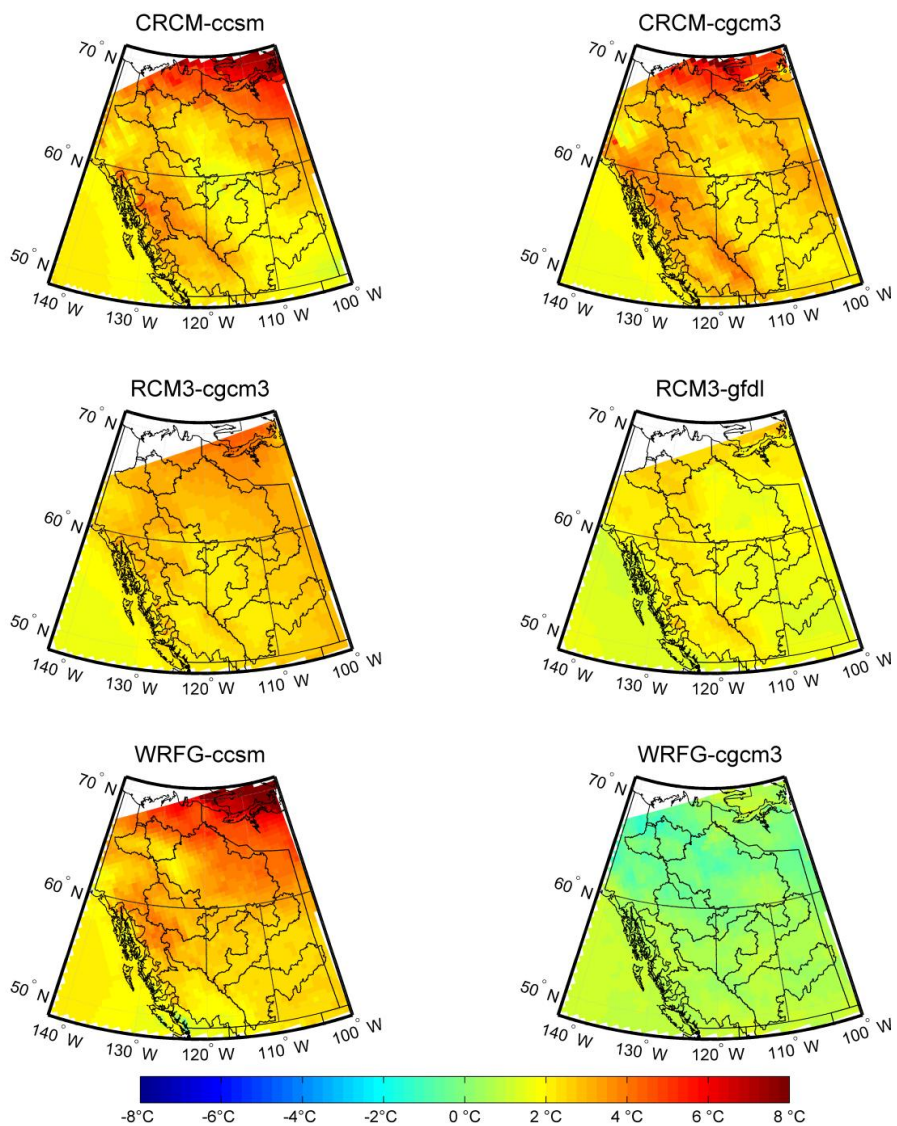 CRCM-ccsm
CRCM-cgcm3
70° N
60° N
50° N
140° W
130° W
120° W
110° W
100° W
70° N
60° N
50° N
140° W
130° W
120° W
110° W
100° W
RCM3-cgcm3
RCM3-gfdl
70° N
60° N
50° N
140° W
130° W
120° W
110° W
100° W
70° N
60° N
50° N
140° W
130° W
120° W
110° W
100° W
WRFG-ccsm
WRFG-cgcm3
70° N
60° N
50° N
140° W
130° W
120° W
110° W
100° W
70° N
60° N
50° N
140° W
130° W
120° W
110° W
100° W
-8°C -6°C -4°C -2°C 0 °C 2 °C 4 °C 6 °C 8 °C